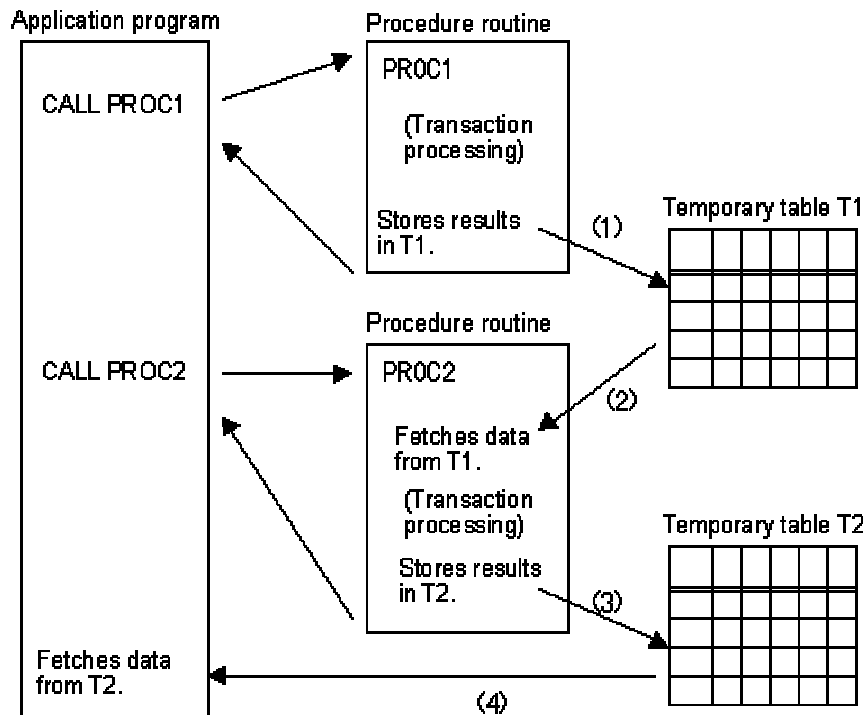 Application program
Procedure routine
PROC1
CALL PROC1
(Transaction
processing)
Stores results
in T1.
(1)
Temporary table T1
Procedure routine
CALL PROC2
PROC2
(2)
Fetches data
from T1.
(Transaction
processing)
Temporary table T2
Stores results
in T2.
(3)
Fetches data
from T2.
(4)